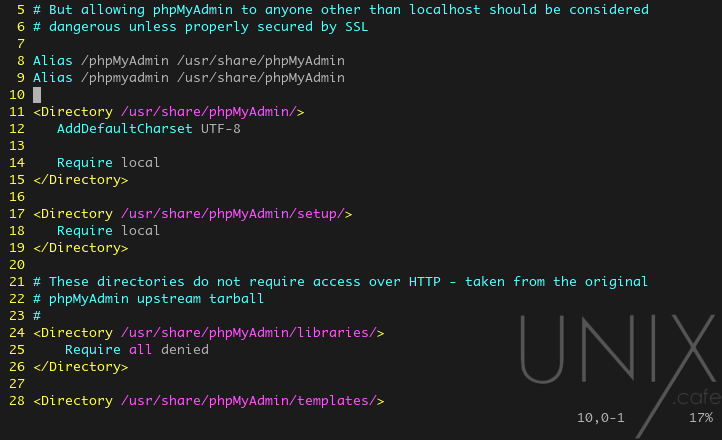 5 # But allowing phpMyAdmin to anyone other than localhost should be considered
6 # dangerous unless properly secured by SSL
7
8 Alias /phpMyAdmin /usr/share/phpMyAdmin
9 Alias /phpmyadmin /usr/share/phpMyAdmin
10
11 <Directory /usr/share/phpMyAdmin/>
12    AddDefaultCharset UTF-8
13
14    Require local
15 </Directory>
16
17 <Directory /usr/share/phpMyAdmin/setup/>
18    Require local
19 </Directory>
20
21 # These directories do not require access over HTTP - taken from the original
22 # phpMyAdmin upstream tarball
23 #
24 <Directory /usr/share/phpMyAdmin/libraries/>
25     Require all denied
26 </Directory>
27
28 <Directory /usr/share/phpMyAdmin/templates/>
UNIX
.cafe
10,0-1 17%